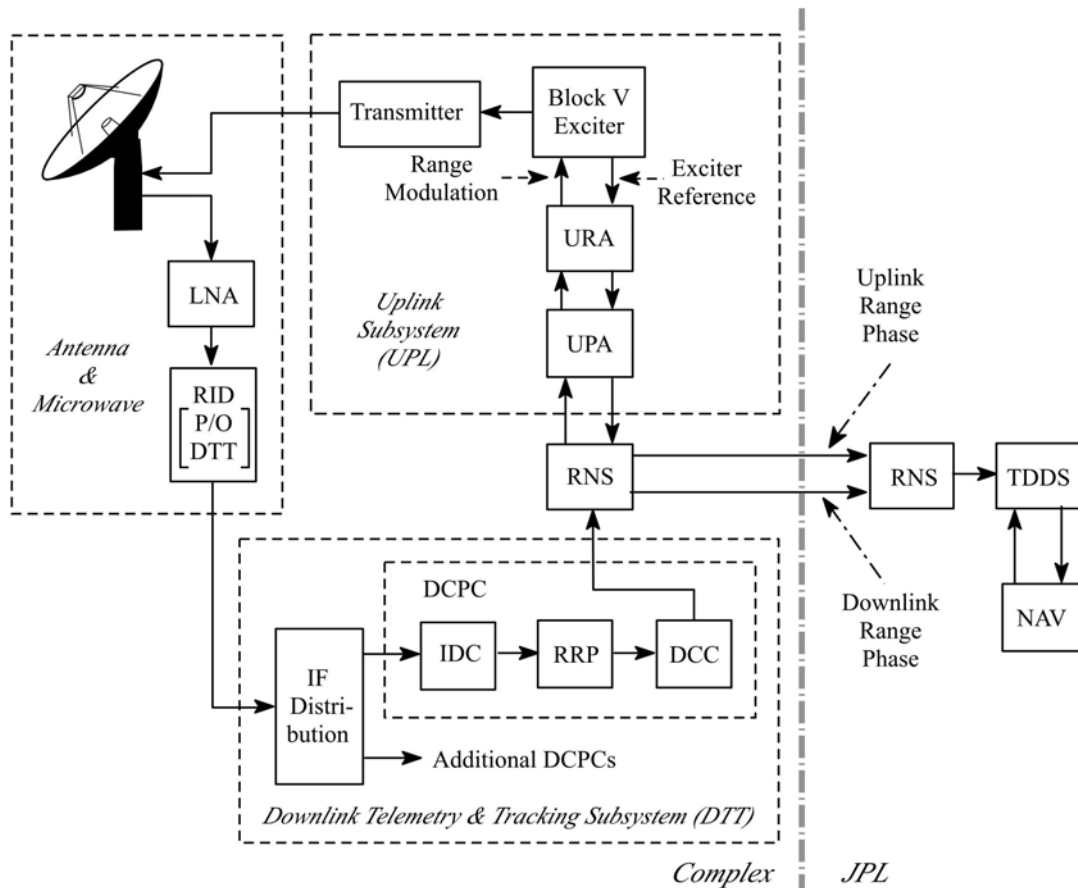 Transmitter
Block V
Exciter
Range
Modulation
Exciter
Reference
URA
LNA
Uplink
Subsystem
(UPL)
UPA
Antenna
&
Microwave
RID
P/O
DTT
Uplink
Range
Phase
RNS
RNS
TDDS
Downlink
Range
Phase
NAV
DCPC
IDC
RRP
DCC
IF
Distri-
bution
Additional DCPCs
Downlink Telemetry & Tracking Subsystem (DTT)
Complex
JPL